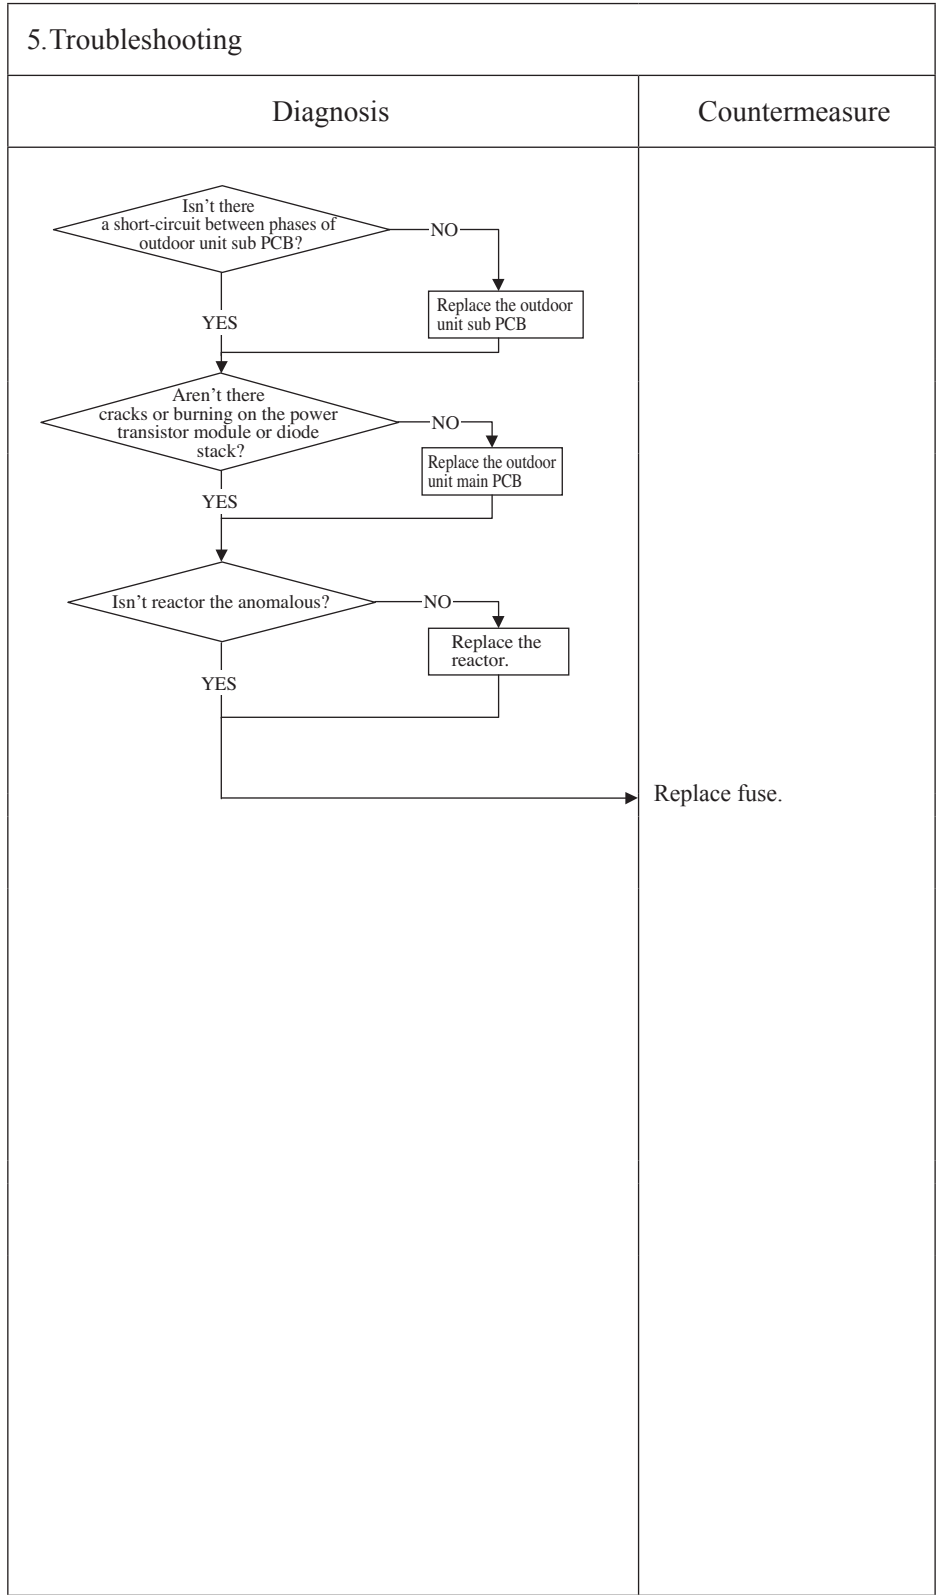 5.Troubleshooting
Diagnosis
Countermeasure
Isn't there
a short-circuit between phases of
outdoor unit sub PCB?
NO
Replace the outdoor
unit sub PCB
YES
Aren't there
cracks or burning on the power
transistor module or diode
stack?
NO
Replace the outdoor
unit main PCB
YES
Isn't reactor the anomalous?
NO
Replace the
reactor.
YES
Replace fuse.